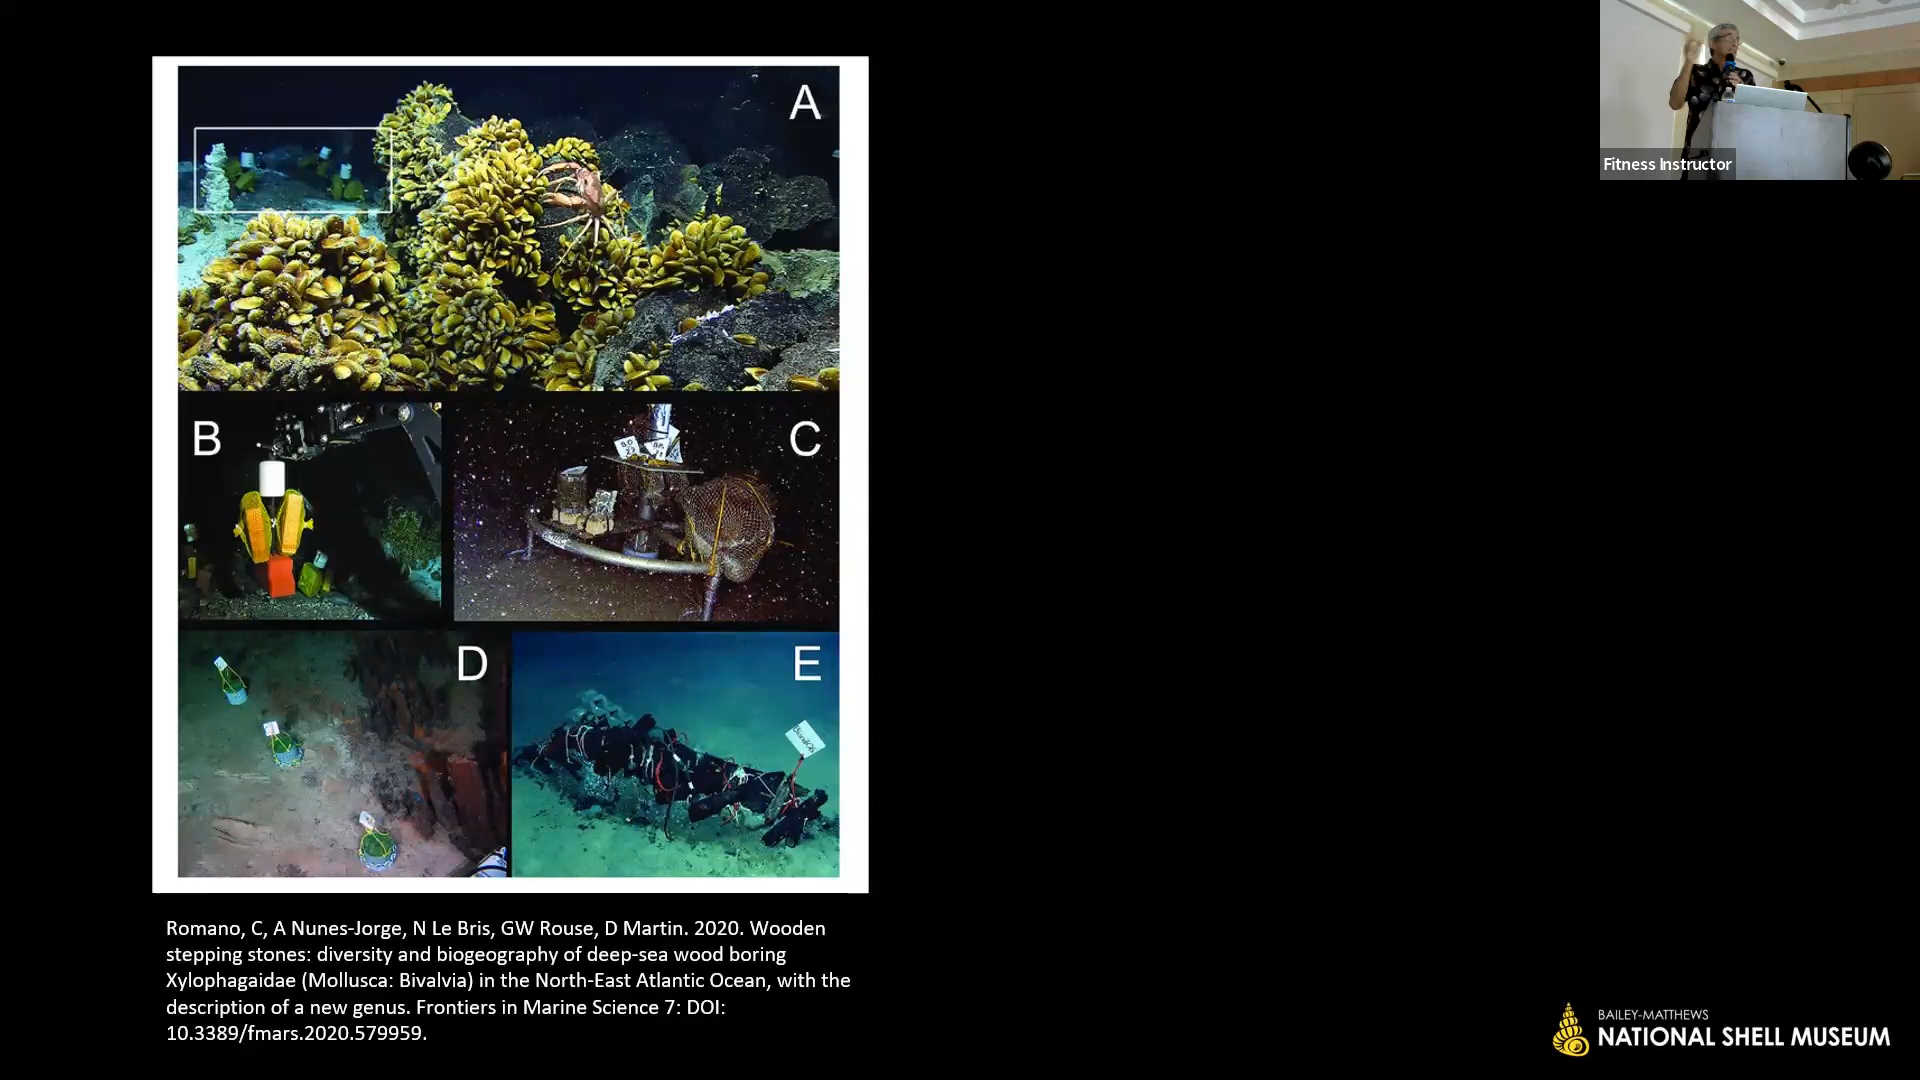 A
B
C
D
E
Romano, C, A Nunes-Jorge, N Le Bris, GW Rouse, D Martin. 2020. Wooden
stepping stones: diversity and biogeography of deep-sea wood boring
Xylophagaidae (Mollusca: Bivalvia) in the North-East Atlantic Ocean, with the
description of a new genus. Frontiers in Marine Science 7: DOI:
10.3389/fmars.2020.579959.
Fitness Instructor
BAILEY-MATTHEWS
NATIONAL SHELL MUSEUM